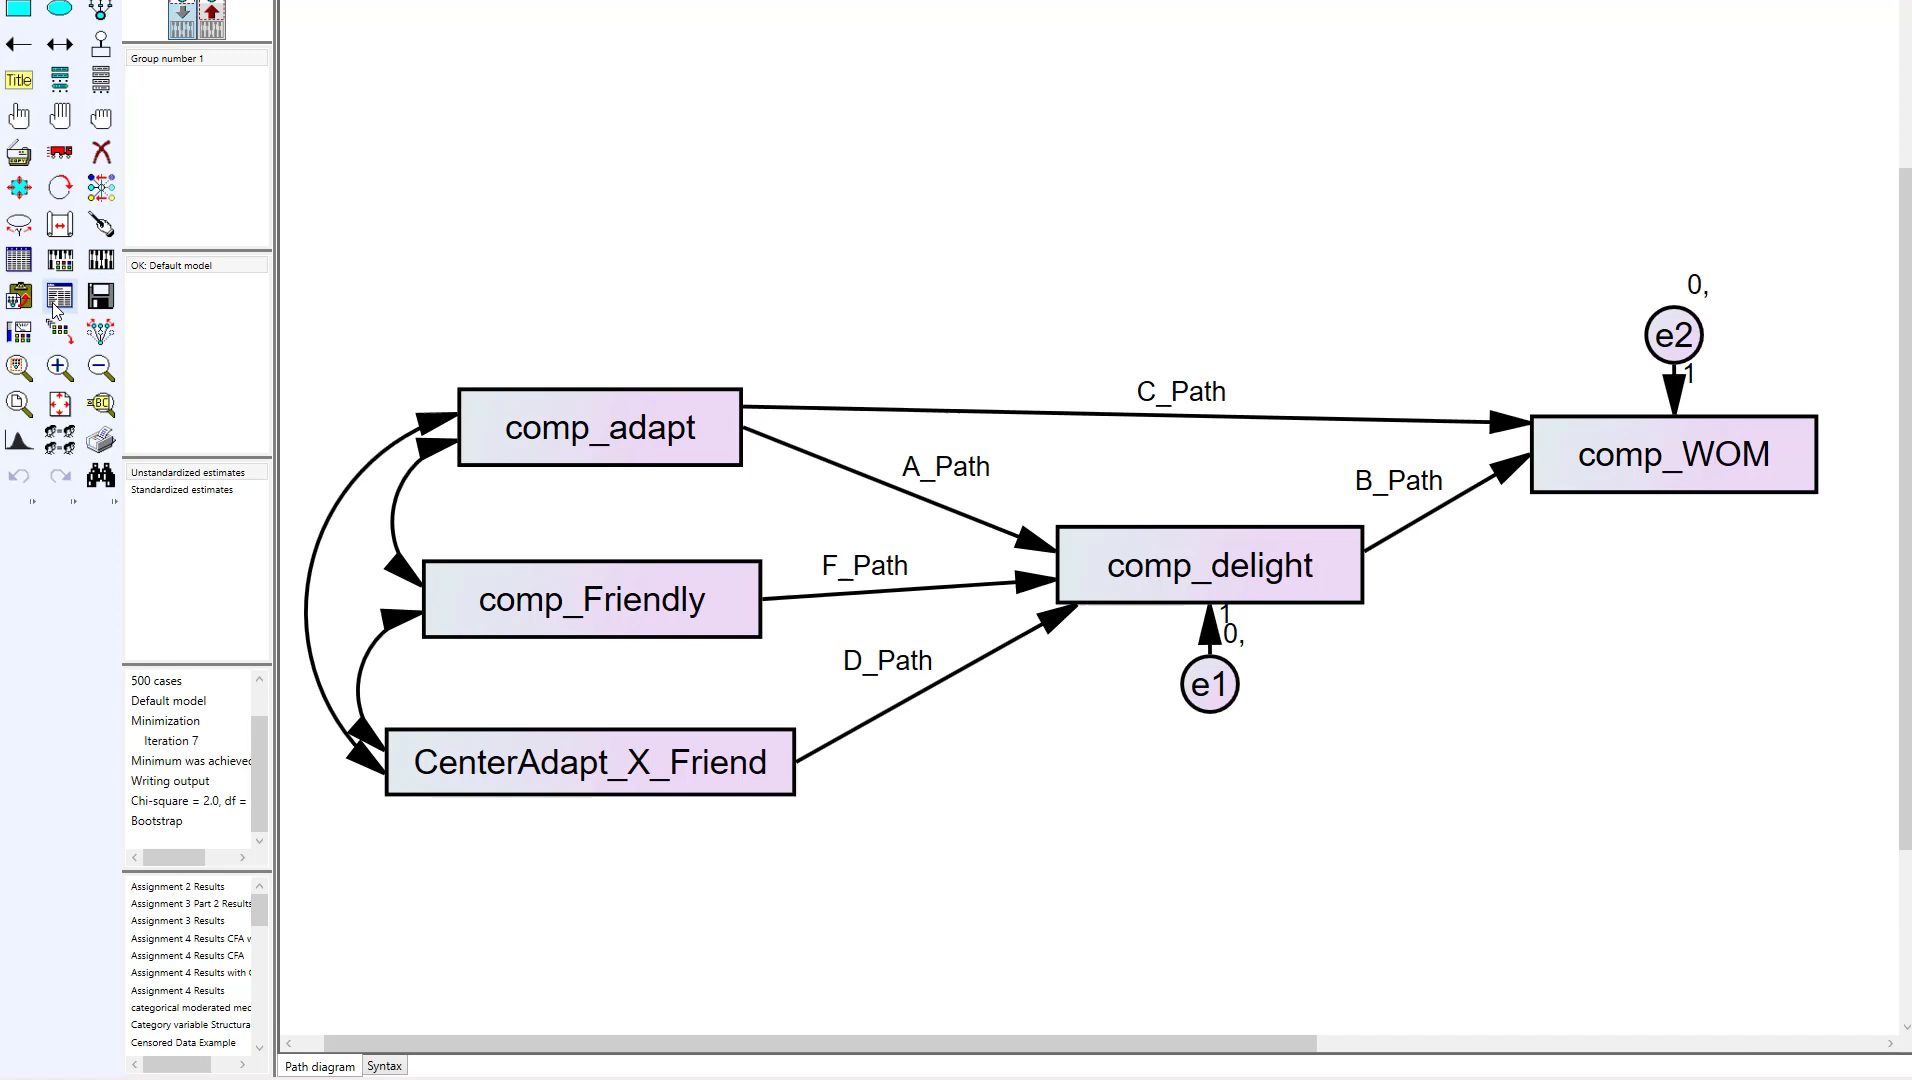 Title
Group number 1
OK: Default model
Unstandardized estimates
Standardized estimates
500 cases
Default model
Minimization
Iteration 7
Minimum was achieved
Writing output
Chi-square = 2.0, df =
Bootstrap
Assignment 2 Results
Assignment 3 Part 2 Results
Assignment 3 Results
Assignment 4 Results CFA
Assignment 4 Results CFA
Assignment 4 Results with
Assignment 4 Results
categorical moderated med
Category variable Structura
Censored Data Example
0,
e2
1
comp_adapt
C_Path
comp_WOM
A_Path
B_Path
comp_Friendly
F_Path
comp_delight
1
0,
D_Path
e1
CenterAdapt_X_Friend
Path diagram
Syntax